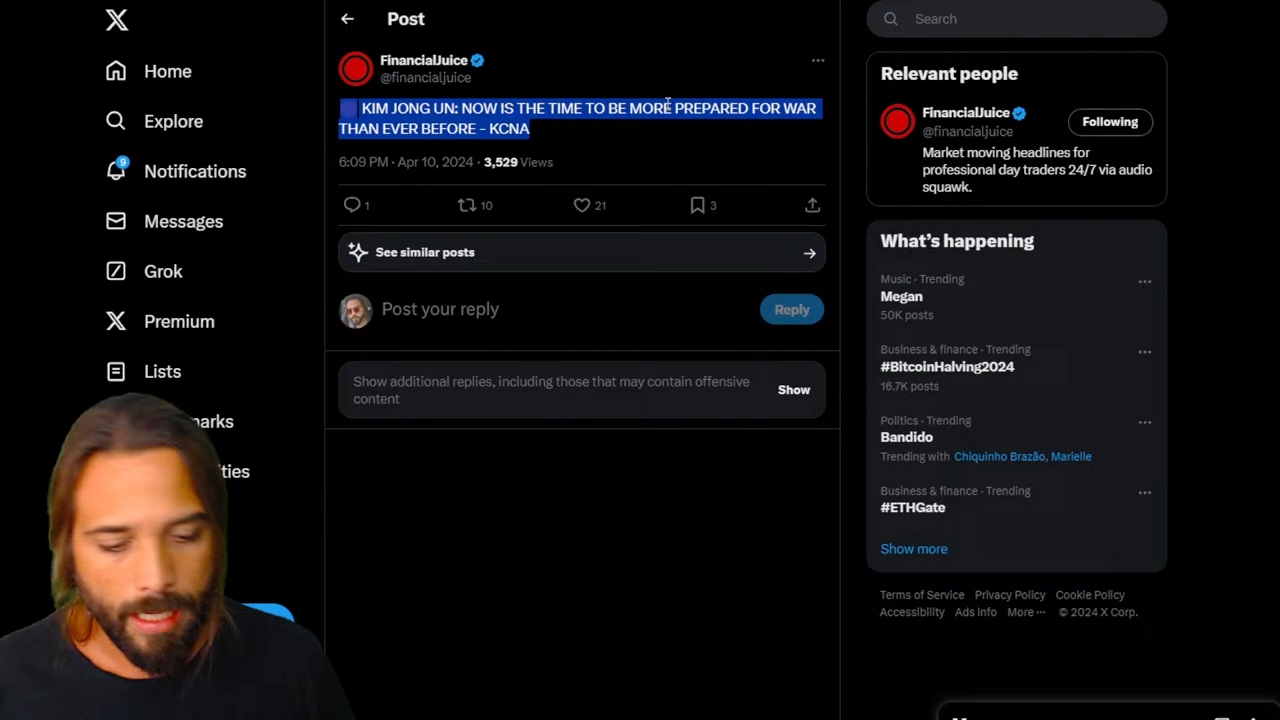 Post
Search
Home
Explore
9
Notifications
Messages
Grok
Premium
Lists
FinancialJuice
@financialjuice
KIM JONG UN: NOW IS THE TIME TO BE MORE PREPARED FOR WAR
THAN EVER BEFORE - KCNA
6:09 PM · Apr 10, 2024 · 3,529 Views
1 10 21 3
See similar posts
Post your reply
Reply
Show additional replies, including those that may contain offensive
content
Show
Relevant people
FinancialJuice
@financialjuice
Following
Market moving headlines for
professional day traders 24/7 via audio
squawk.
What's happening
Music · Trending
Megan
50K posts
Business & finance · Trending
#BitcoinHalving2024
16.7K posts
Politics · Trending
Bandido
Trending with Chiquinho Brazão, Marielle
Business & finance · Trending
#ETHGate
Show more
Terms of Service Privacy Policy Cookie Policy
Accessibility Ads info More ··· © 2024 X Corp.